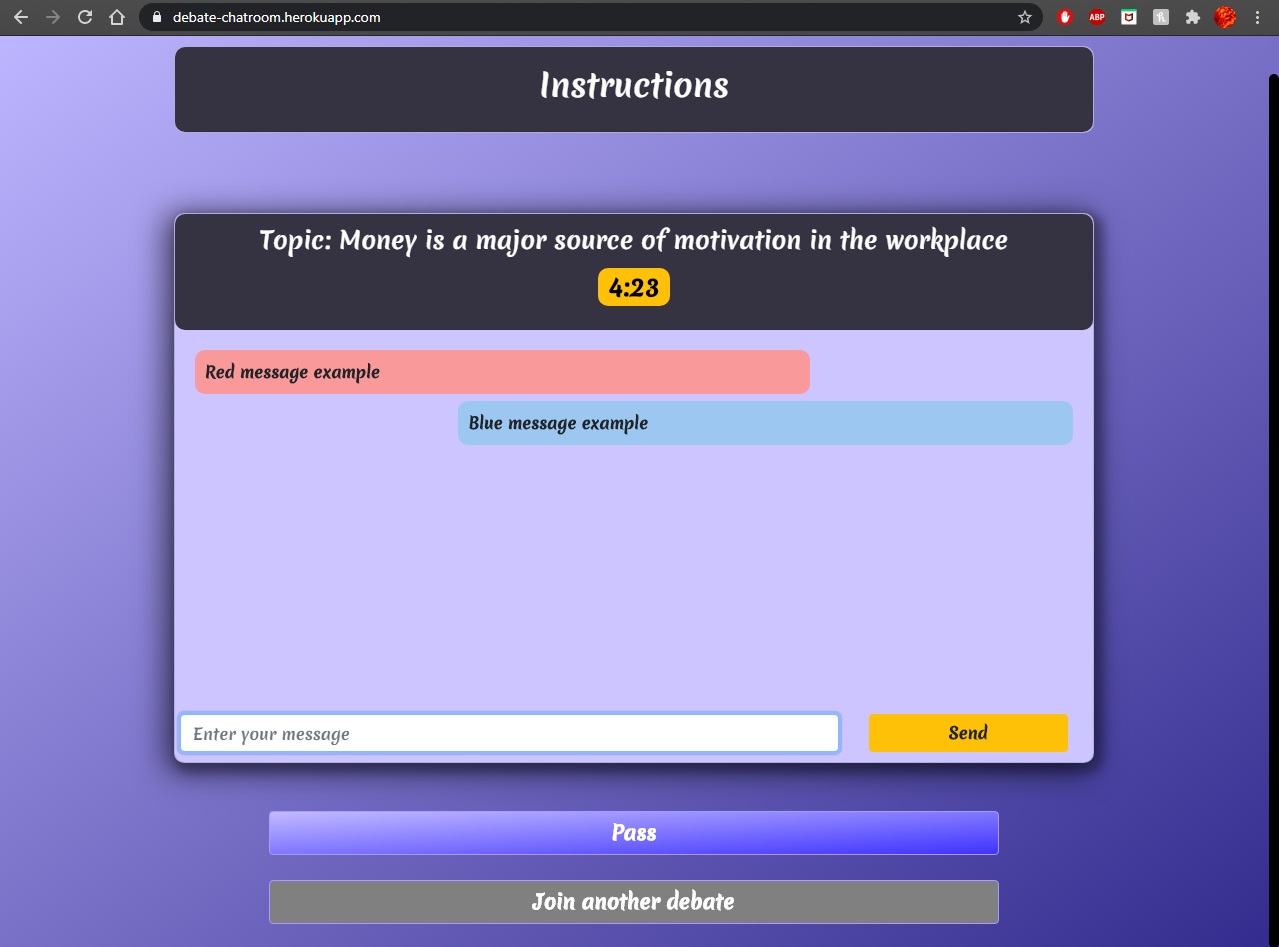 debate-chatroom.herokuapp.com
ABP
Instructions
Topic: Money is a major source of motivation in the workplace
4:23
Red message example
Blue message example
Enter your message
Send
Pass
Join another debate